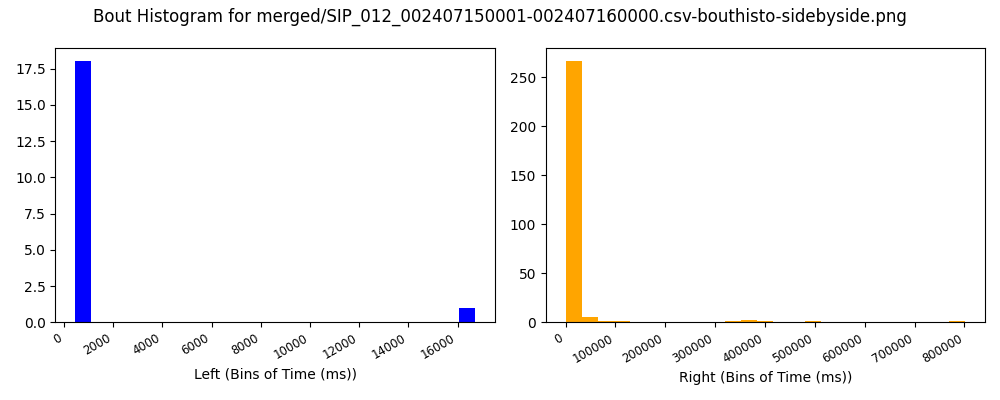 Bout Histogram for merged/SIP_012_002407150001-002407160000.csv-bouthisto-sidebyside.png
17.5
15.0
12.5
10.0
7.5
5.0
2.5
0.0
0 2000 4000 6000 8000 10000 12000 14000 16000
Left (Bins of Time (ms))
250
200
150
100
50
0
0 100000 200000 300000 400000 500000 600000 700000 800000
Right (Bins of Time (ms))